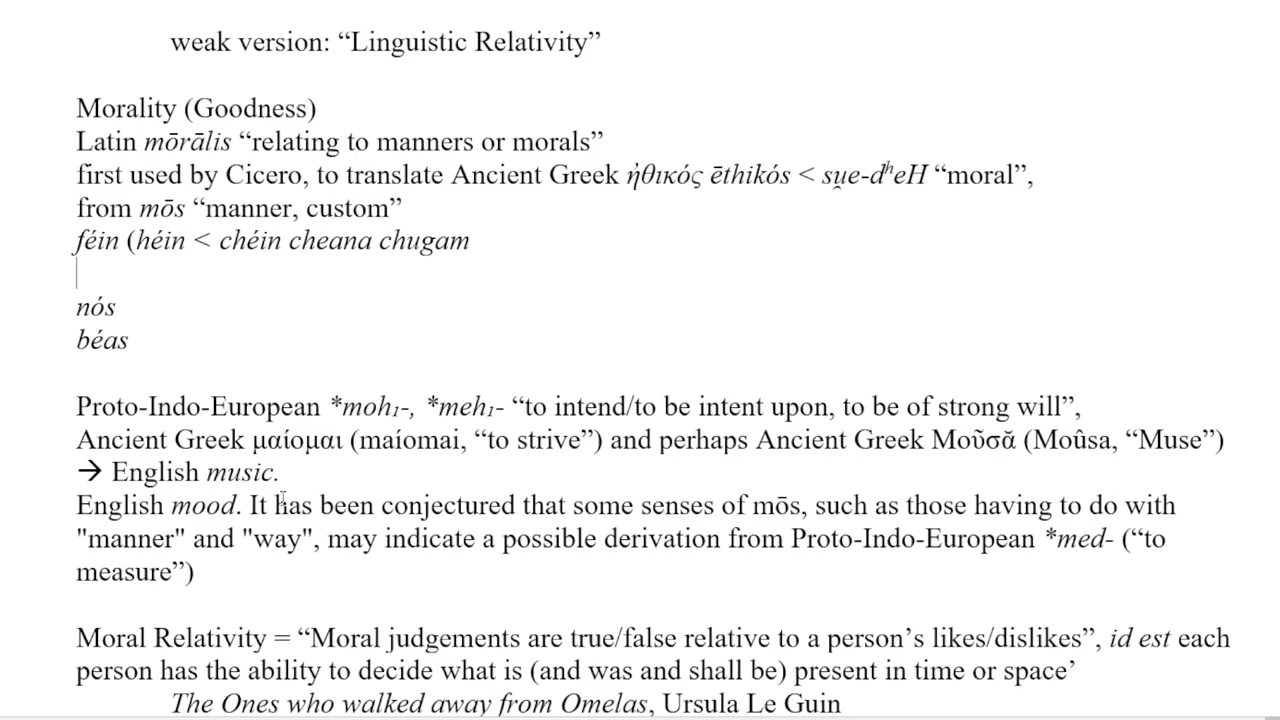 weak version: “Linguistic Relativity”
Morality (Goodness)
Latin mōrālis “relating to manners or morals”
first used by Cicero, to translate Ancient Greek ἠθικός ēthikós < su̯e-dʰeH “moral”,
from mōs “manner, custom”
féin (héin < chéin cheana chugam
nós
béas
Proto-Indo-European *moh₁-, *meh₁- “to intend/to be intent upon, to be of strong will”,
Ancient Greek μαίομαι (maíomai, “to strive”) and perhaps Ancient Greek Μοῦσᾰ (Moûsa, “Muse”)
→ English music.
English mood. It has been conjectured that some senses of mōs, such as those having to do with
"manner" and "way", may indicate a possible derivation from Proto-Indo-European *med- (“to
measure”)
Moral Relativity = “Moral judgements are true/false relative to a person’s likes/dislikes”, id est each
person has the ability to decide what is (and was and shall be) present in time or space’
The Ones who walked away from Omelas, Ursula Le Guin